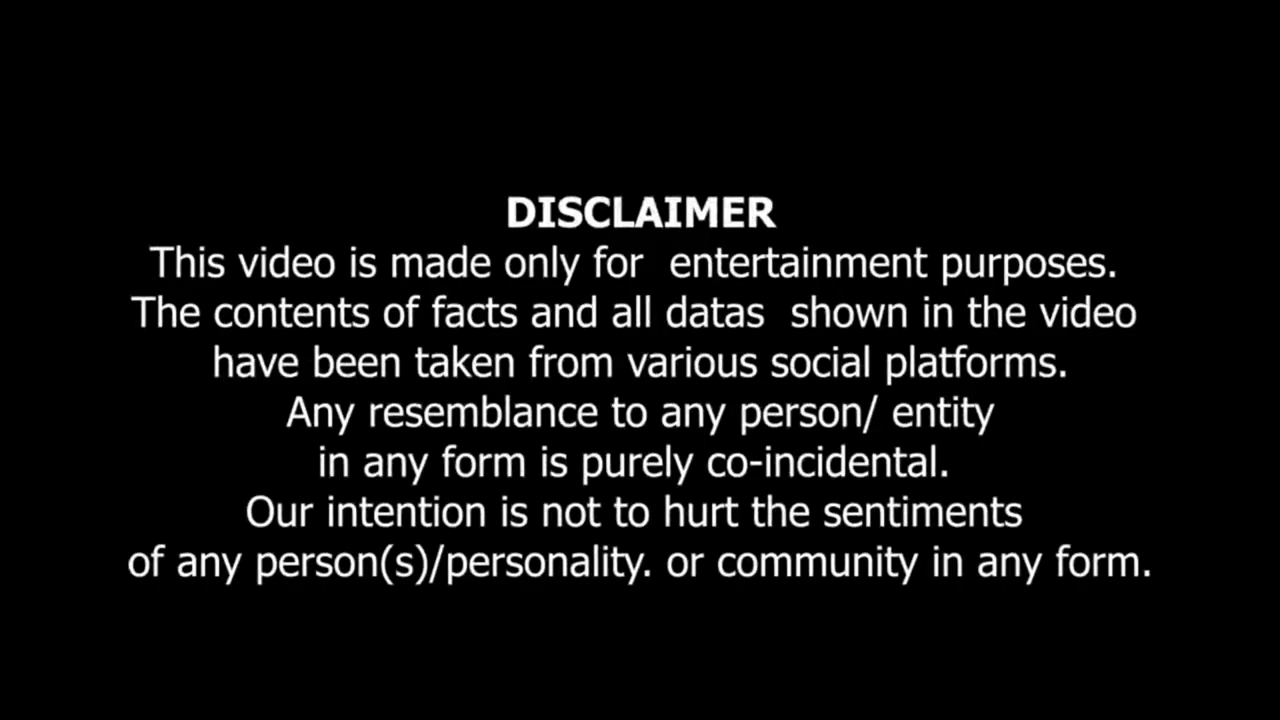 DISCLAIMER
This video is made only for  entertainment purposes.
The contents of facts and all datas  shown in the video
have been taken from various social platforms.
Any resemblance to any person/ entity
in any form is purely co-incidental.
Our intention is not to hurt the sentiments
of any person(s)/personality. or community in any form.